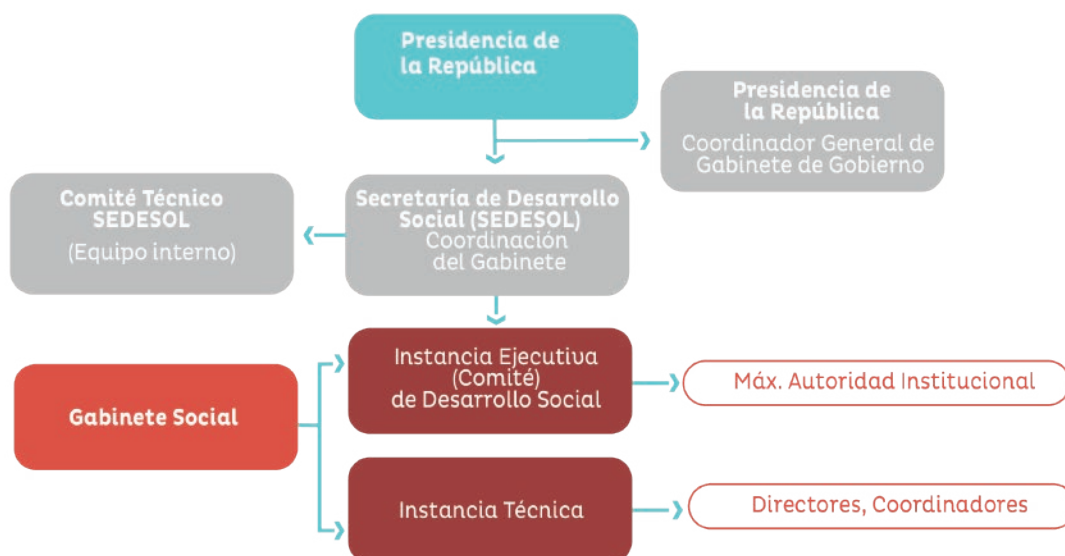 Presidencia de
la República
Presidencia de
la República
Coordinador General de
Gabinete de Gobierno
Comité Técnico
SEDESOL
(Equipo interno)
Secretaría de Desarrollo
Social (SEDESOL)
Coordinación
del Gabinete
Instancia Ejecutiva
(Comité)
de Desarrollo Social
Máx. Autoridad Institucional
Gabinete Social
Instancia Técnica
Directores, Coordinadores